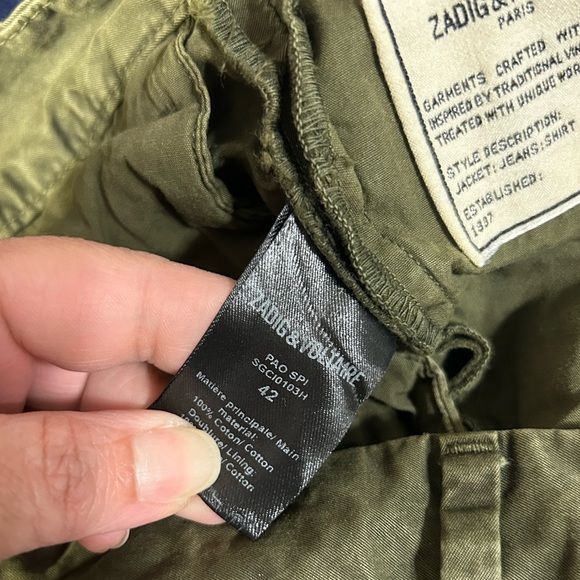 ZADIG &
PARIS
GARMENTS CRAFTED WIT
INSPIRED BY TRADITIONAL
TREATED WITH UNIQUE WOR
STYLE DESCRIPTION:
JACKET: JEANS: SHIRT
ESTABLISHED:
1997
ZADIG&VOLTAIRE
PAO SPI
SGCI0103H
42
Matière principale/ Main
material:
100% Coton/Cotton
Doublure/Lining:
Cotton